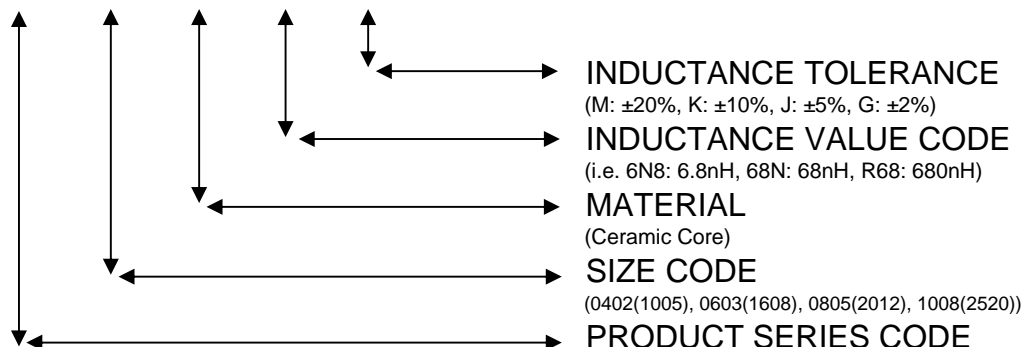 INDUCTANCE TOLERANCE
(M: ±20%, K: ±10%, J: ±5%, G: ±2%)
INDUCTANCE VALUE CODE
(i.e. 6N8: 6.8nH, 68N: 68nH, R68: 680nH)
MATERIAL
(Ceramic Core)
SIZE CODE
(0402(1005), 0603(1608), 0805(2012), 1008(2520))
PRODUCT SERIES CODE